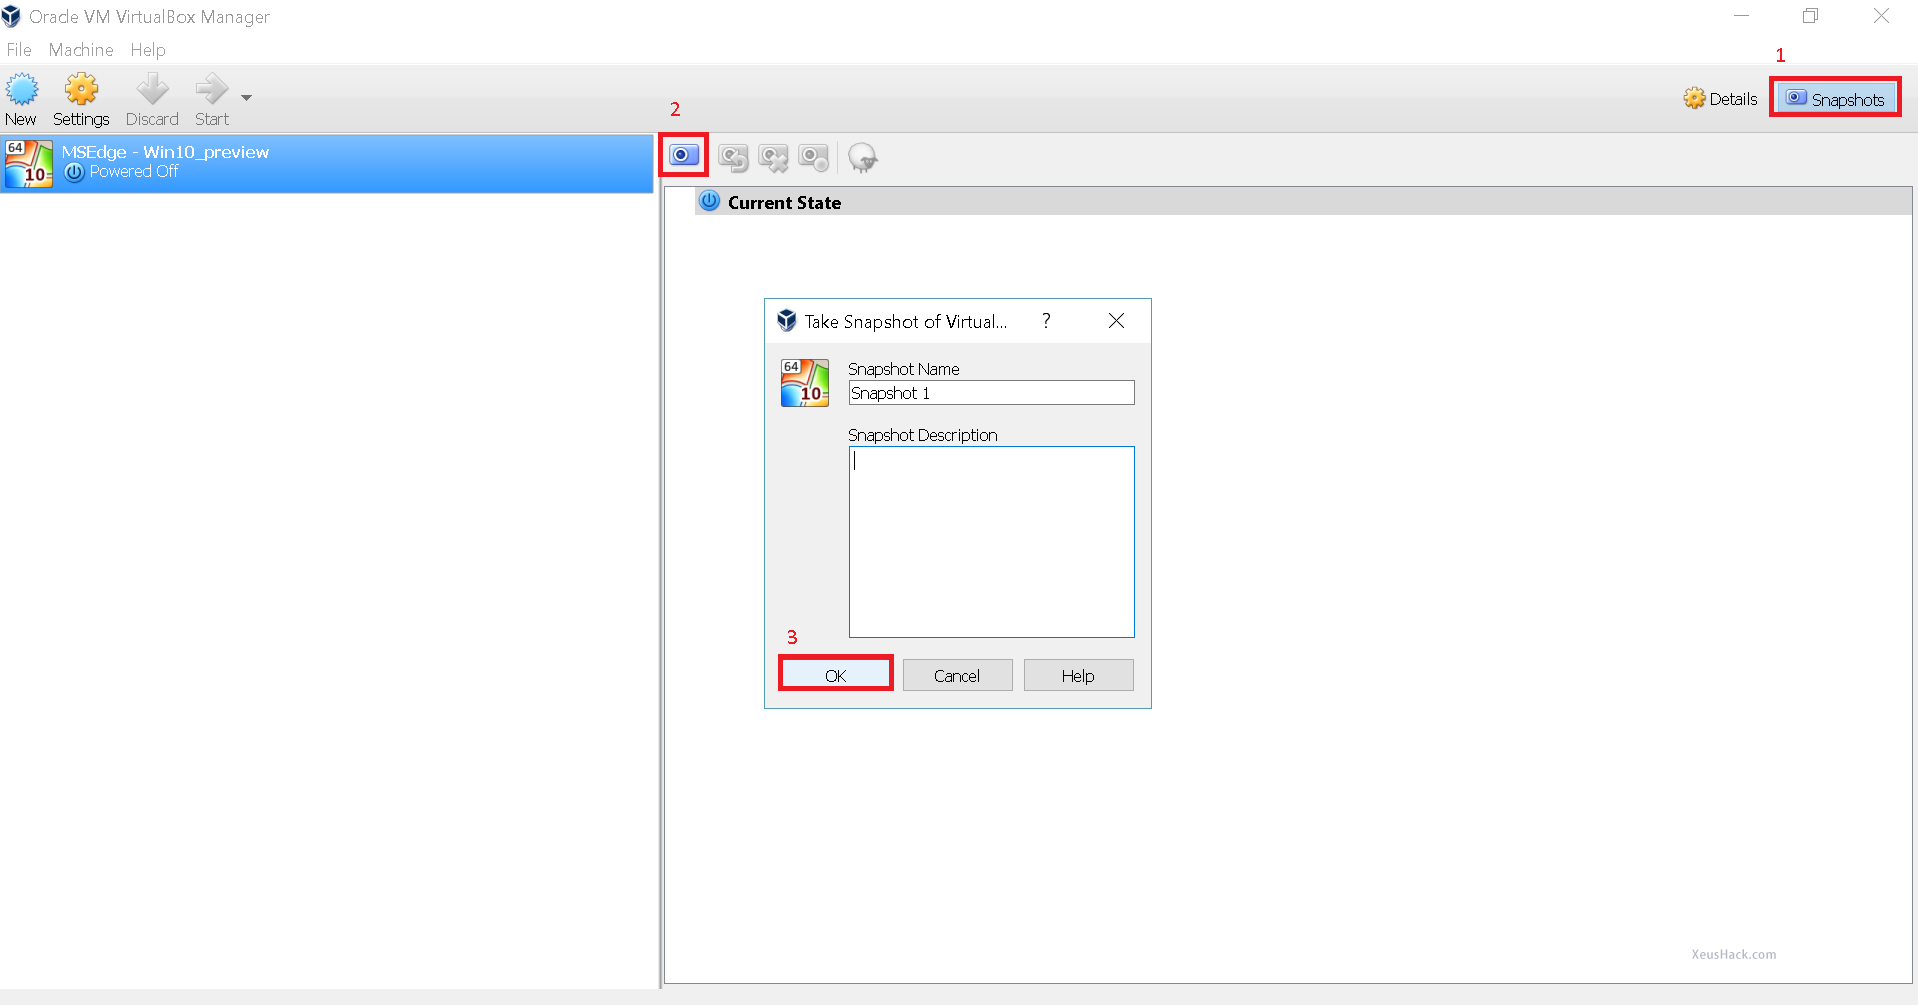 Oracle VM VirtualBox Manager
File Machine Help
1
New Settings Discard Start
2
Details Snapshots
64
10
MSEdge - Win10_preview
Powered Off
Current State
Take Snapshot of Virtual... ?
64
10
Snapshot Name
Snapshot 1
Snapshot Description
3
OK Cancel Help
XeusHack.com